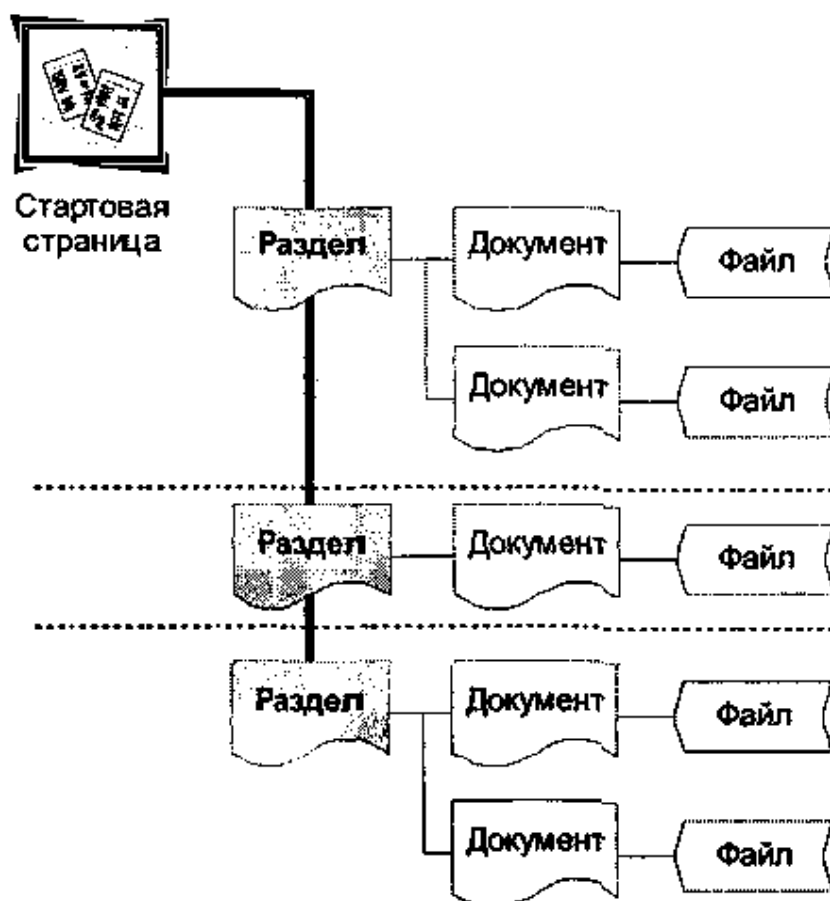 Стартовая
страница
Раздел
Документ
Файл
Документ
Файл
Раздел
Документ
Файл
Раздел
Документ
Файл
Документ
Файл